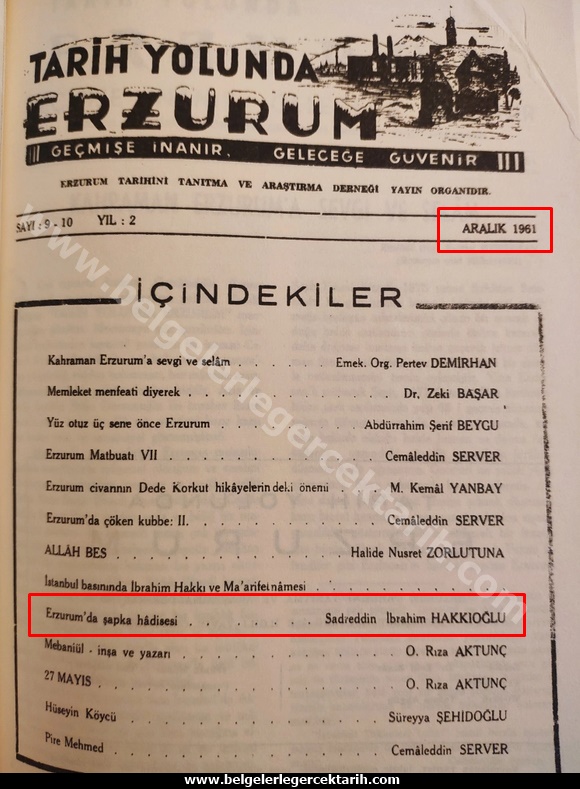 TARİH YOLUNDA
ERZURUM
GEÇMİŞE İNANIR, GELECEĞE GÜVENİR
ERZURUM TARİHİNİ TANITMA VE ARAŞTIRMA DERNEĞİ YAYIN ORGANIDIR.
SAYI : 9 - 10 YIL : 2 ARALIK 1961
İÇİNDEKİLER
Kahraman Erzurum'a sevgi ve selâm . . . . . Emek. Org. Pertev DEMİRHAN
Memleket menfeati diyerek . . . . . . . . . . . . Dr. Zeki BAŞAR
Yüz otuz üç sene önce Erzurum . . . . . . . Abdürrahim Şerif BEYGU
Erzurum Matbuatı VII . . . . . . . . . . . . Cemâleddin SERVER
Erzurum civarının Dede Korkut hikâyelerindeki önemi . . . M. Kemâl YANBAY
Erzurum'da çöken kubbe: II. . . . . . . . . . . Cemâleddin SERVER
ALLÂH BES . . . . . . . . . . . . Halide Nusret ZORLUTUNA
İstanbul basınında İbrahim Hakkı ve Ma'arifetnâmesi . . . . . . . . . .
Erzurum'da şapka hâdisesi . . . . . . . . Sadreddin İbrahim HAKKIOĞLU
Mebaniül - inşa ve yazarı . . . . . . . . . . . . O. Rıza AKTUNÇ
27 MAYIS . . . . . . . . . . . . . . . O. Rıza AKTUNÇ
Hüseyin Köycü . . . . . . . . . . . . . Süreyya ŞEHİDOĞLU
Pire Mehmed . . . . . . . . . . . . . . Cemâleddin SERVER
www.belgelerlegercektarih.com
www.belgelerlegercektarih.com